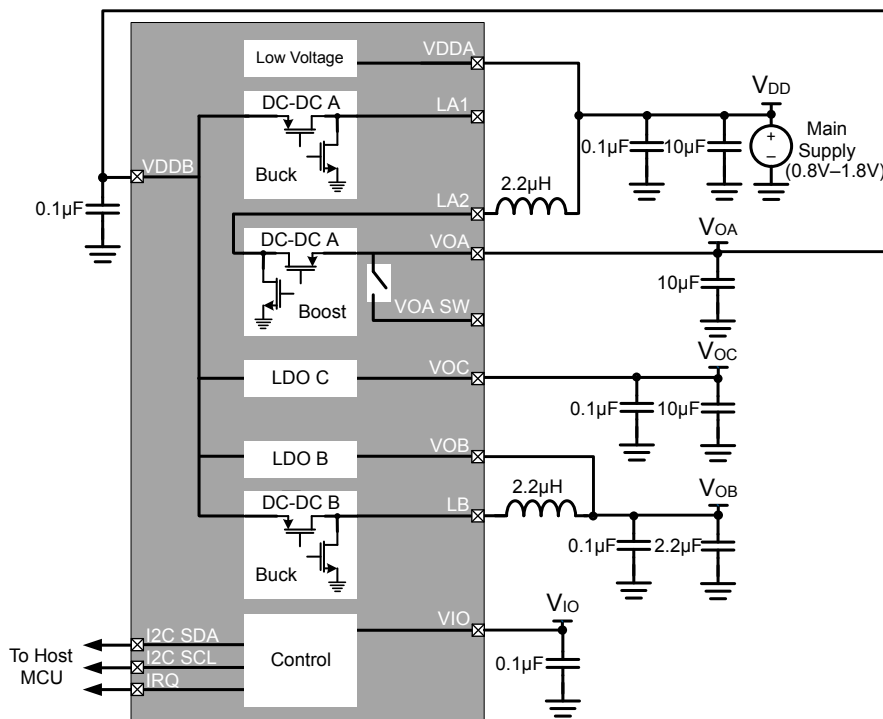 Low Voltage
VDDA
DC-DC A
LA1
Buck
VDDB
0.1µF
VDD
0.1µF
10µF
+
–
Main
Supply
(0.8V–1.8V)
LA2
2.2µH
DC-DC A
VOA
Boost
VOA SW
VOA
10µF
LDO C
VOC
VOC
0.1µF
10µF
LDO B
VOB
DC-DC B
LB
Buck
2.2µH
VOB
0.1µF
2.2µF
VIO
VIO
0.1µF
Control
I2C SDA
I2C SCL
IRQ
To Host
MCU